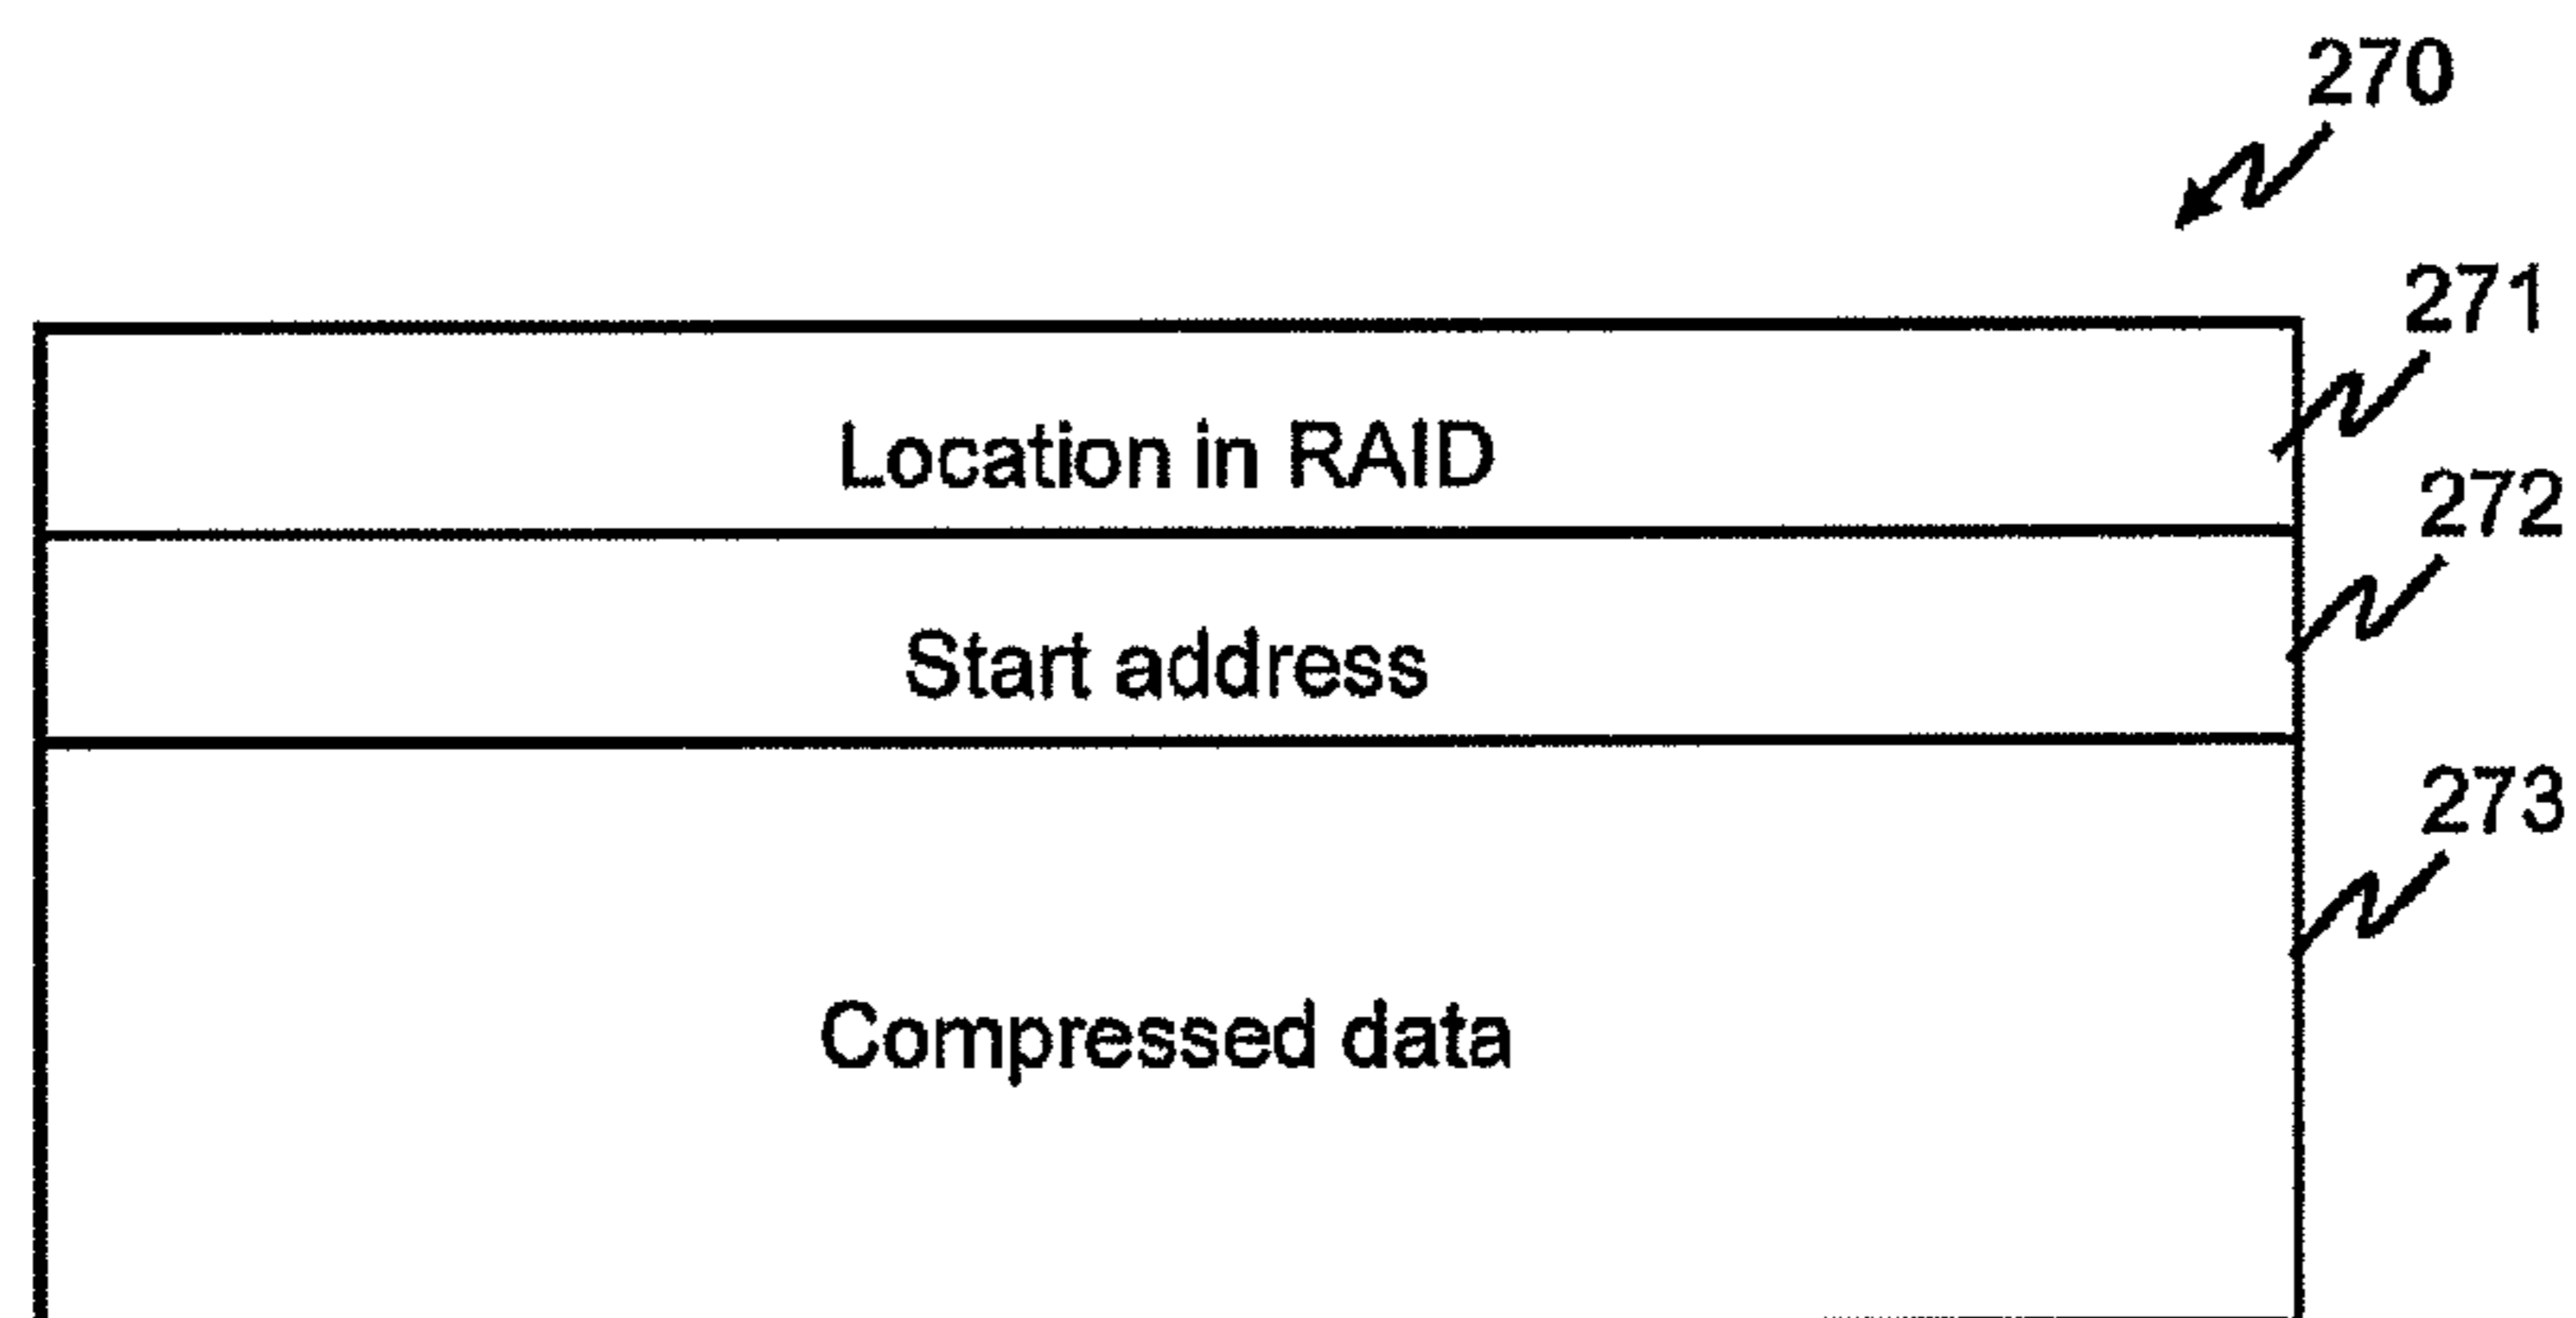 270
271
Location in RAID
272
Start address
273
Compressed data